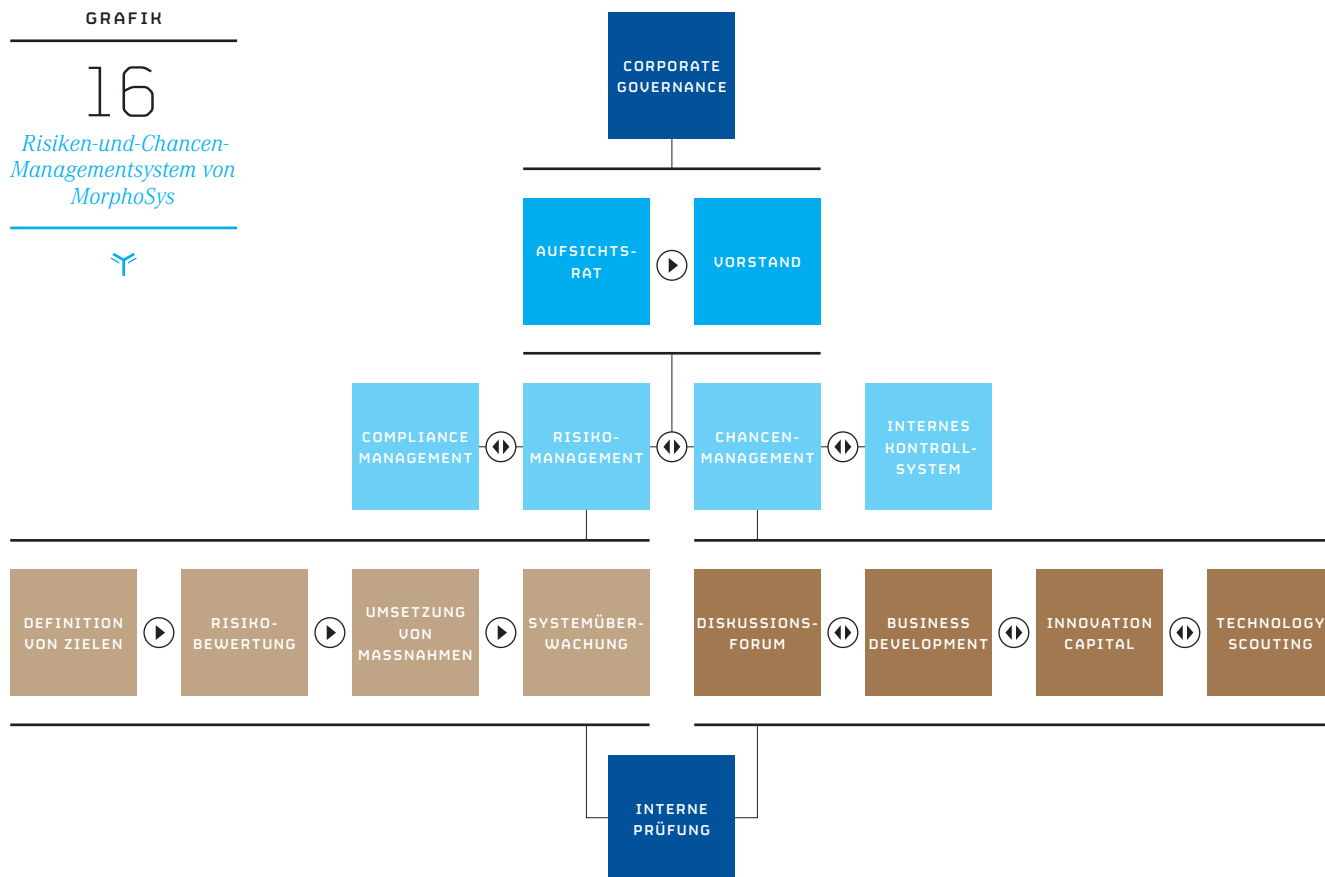 GRAFIK
16
Risiken-und-Chancen-
Managementsystem von
MorphoSys
CORPORATE
GOVERNANCE
AUFSICHTS-
RAT
VORSTAND
COMPLIANCE
MANAGEMENT
RISIKO-
MANAGEMENT
CHANCEN-
MANAGEMENT
INTERNES
KONTROLL-
SYSTEM
DEFINITION
VON ZIELEN
RISIKO-
BEWERTUNG
UMSETZUNG
VON
MASSNAHMEN
SYSTEMÜBER-
WACHUNG
DISKUSSIONS-
FORUM
BUSINESS
DEVELOPMENT
INNOVATION
CAPITAL
TECHNOLOGY
SCOUTING
INTERNE
PRÜFUNG